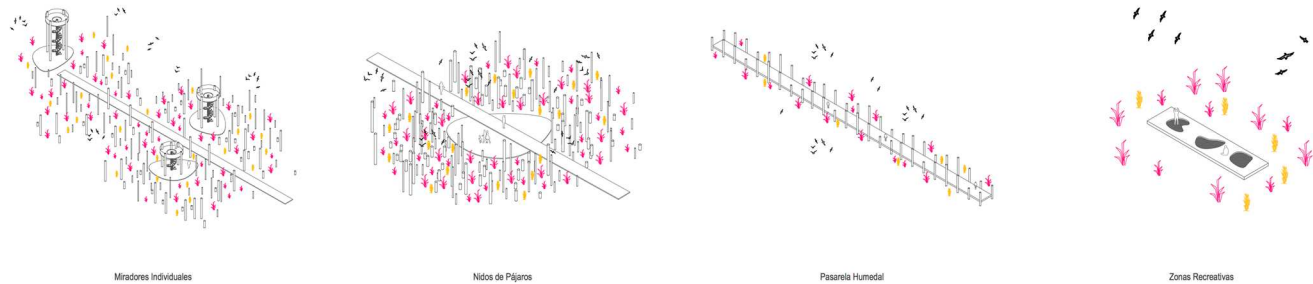 Miradores Individuales
Nidos de Pájaros
Pasarela Humedal
Zonas Recreativas